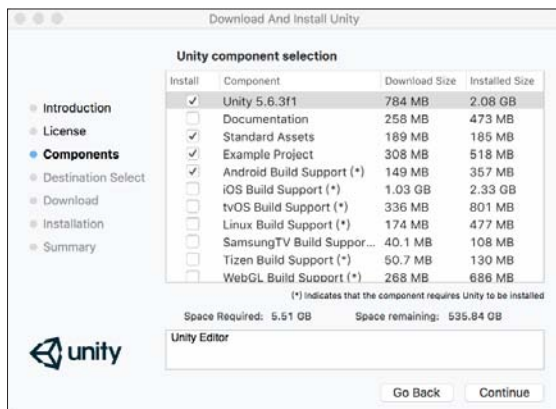 Download And Install Unity
Unity component selection
Install Component Download Size Installed Size
Unity 5.6.3f1 784 MB 2.08 GB
Documentation 258 MB 473 MB
Standard Assets 189 MB 185 MB
Example Project 308 MB 518 MB
Android Build Support (*) 149 MB 357 MB
iOS Build Support (*) 1.03 GB 2.33 GB
tvOS Build Support (*) 336 MB 801 MB
Linux Build Support (*) 174 MB 477 MB
SamsungTV Build Suppor... 40.1 MB 108 MB
Tizen Build Support (*) 50.7 MB 130 MB
WebGL Build Support (*) 268 MB 686 MB
Introduction
License
Components
Destination Select
Download
Installation
Summary
(*) Indicates that the component requires Unity to be installed
Space Required: 5.51 GB Space remaining: 535.84 GB
Unity Editor
unity
Go Back Continue